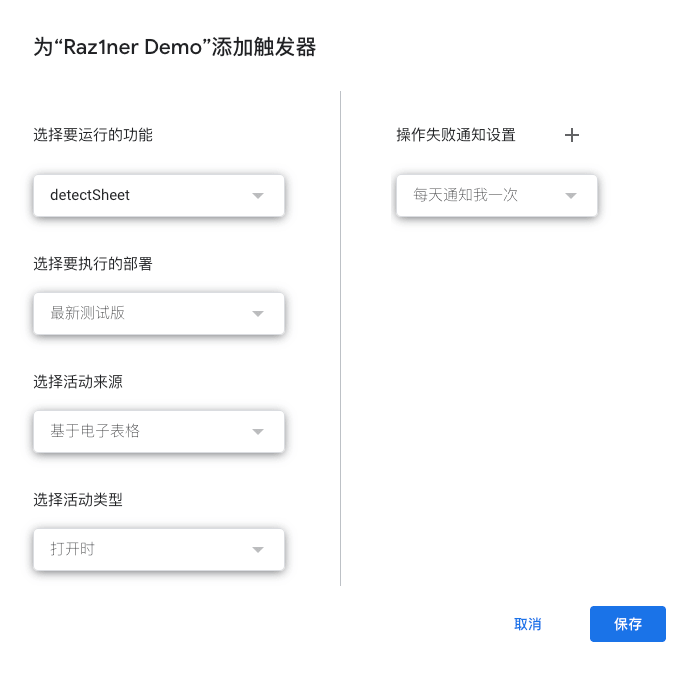 为“Raz1ner Demo”添加触发器
选择要运行的功能
detectSheet
选择要执行的部署
最新测试版
选择活动来源
基于电子表格
选择活动类型
打开时
操作失败通知设置
每天通知我一次
取消
保存